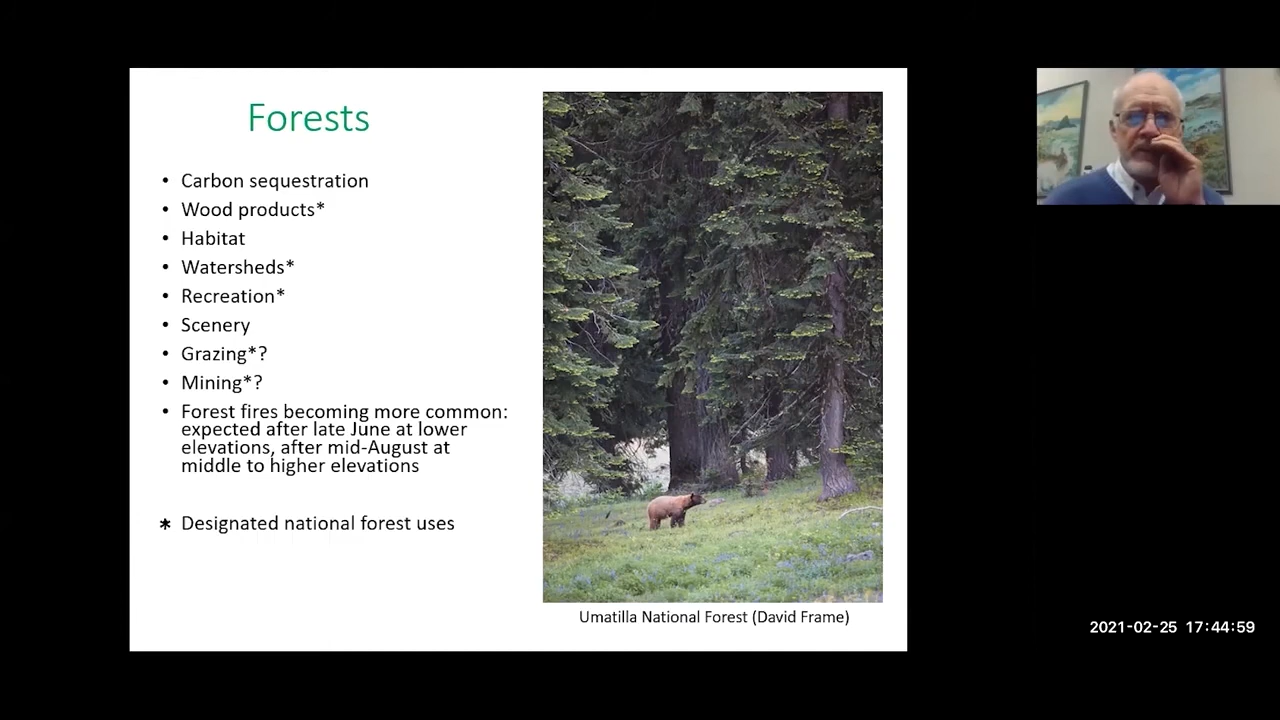 Forests
• Carbon sequestration
• Wood products*
• Habitat
• Watersheds*
• Recreation*
• Scenery
• Grazing*?
• Mining*?
• Forest fires becoming more common:
expected after late June at lower
elevations, after mid-August at
middle to higher elevations
* Designated national forest uses
Umatilla National Forest (David Frame)
2021-02-25 17:44:59